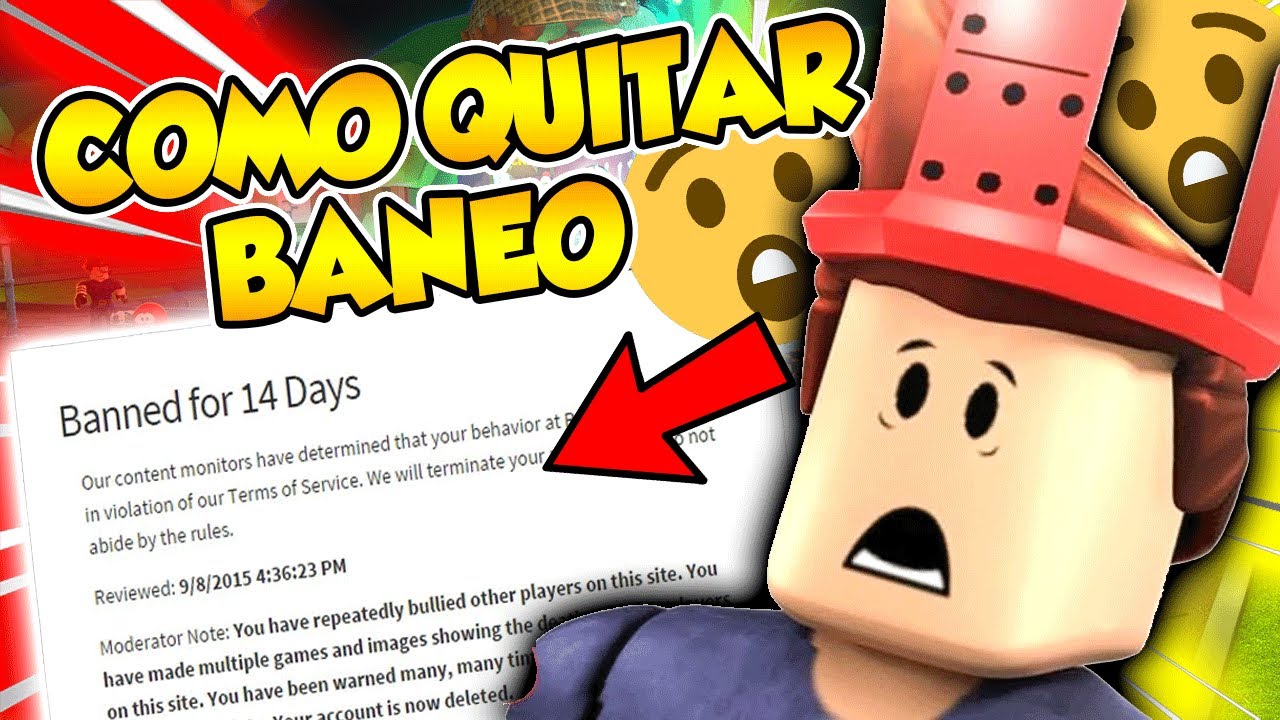 COMO QUITAR
BANEO
Banned for 14 Days
Our content monitors have determined that your behavior at not
in violation of our Terms of Service. We will terminate your
abide by the rules.
Reviewed: 9/8/2015 4:36:23 PM
Moderator Note: You have repeatedly bullied other players on this site. You
have made multiple games and images showing the
on this site. You have been warned many, many
Your account is now deleted.